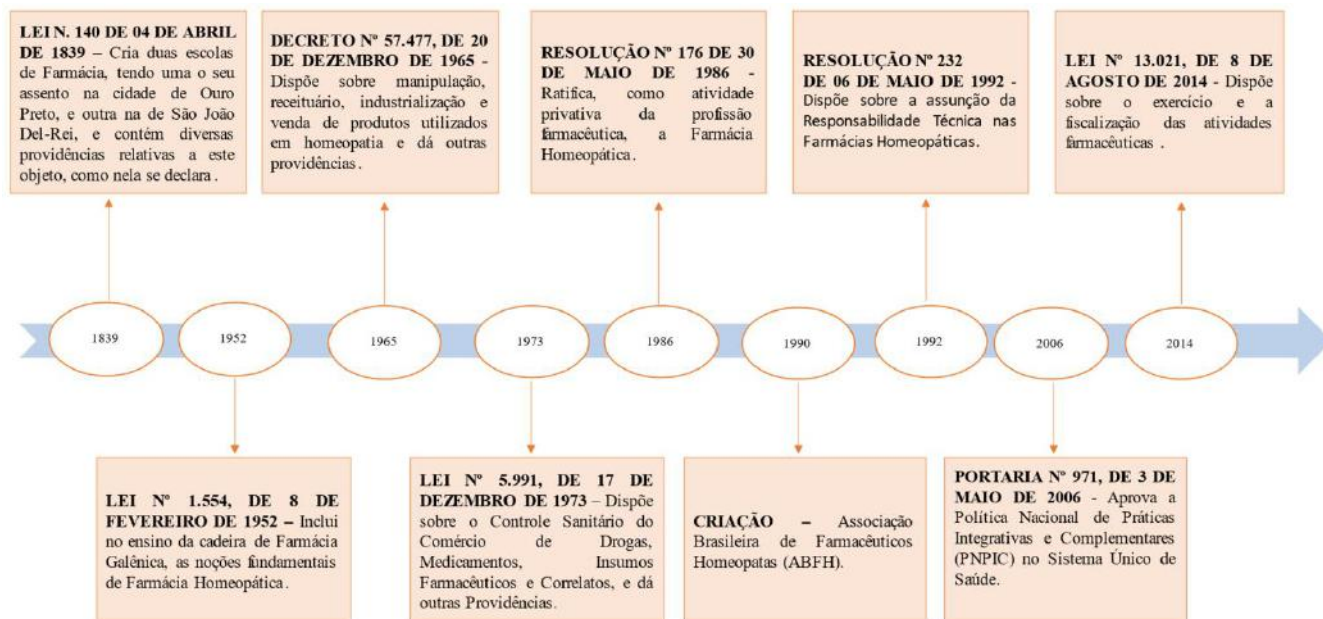 LEI N. 140 DE 04 DE ABRIL
DE 1839 – Cria duas escolas
de Farmácia, tendo uma o seu
assento na cidade de Ouro
Preto, e outra na de São João
Del-Rei, e contém diversas
providências relativas a este
objeto, como nela se declara .
DECRETO Nº 57.477, DE 20
DE DEZEMBRO DE 1965 -
Dispõe sobre manipulação,
receituário, industrialização e
venda de produtos utilizados
em homeopatia e dá outras
providências.
RESOLUÇÃO Nº 176 DE 30
DE MAIO DE 1986 -
Ratifica, como atividade
privativa da profissão
farmacêutica, a Farmácia
Homeopática.
RESOLUÇÃO Nº 232
DE 06 DE MAIO DE 1992 -
Dispõe sobre a assunção da
Responsabilidade Técnica nas
Farmácias Homeopáticas.
LEI Nº 13.021, DE 8 DE
AGOSTO DE 2014 - Dispõe
sobre o exercício e a
fiscalização das atividades
farmacêuticas .
1839
1952
1965
1973
1986
1990
1992
2006
2014
LEI Nº 1.554, DE 8 DE
FEVEREIRO DE 1952 – Inclui
no ensino da cadeira de Farmácia
Galênica, as noções fundamentais
de Farmácia Homeopática.
LEI Nº 5.991, DE 17 DE
DEZEMBRO DE 1973 – Dispõe
sobre o Controle Sanitário do
Comércio de Drogas,
Medicamentos, Insumos
Farmacêuticos e Correlatos, e dá
outras Providências.
CRIAÇÃO – Associação
Brasileira de Farmacêuticos
Homeopatas (ABFH).
PORTARIA Nº 971, DE 3 DE
MAIO DE 2006 - Aprova a
Política Nacional de Práticas
Integrativas e Complementares
(PNPIC) no Sistema Único de
Saúde.